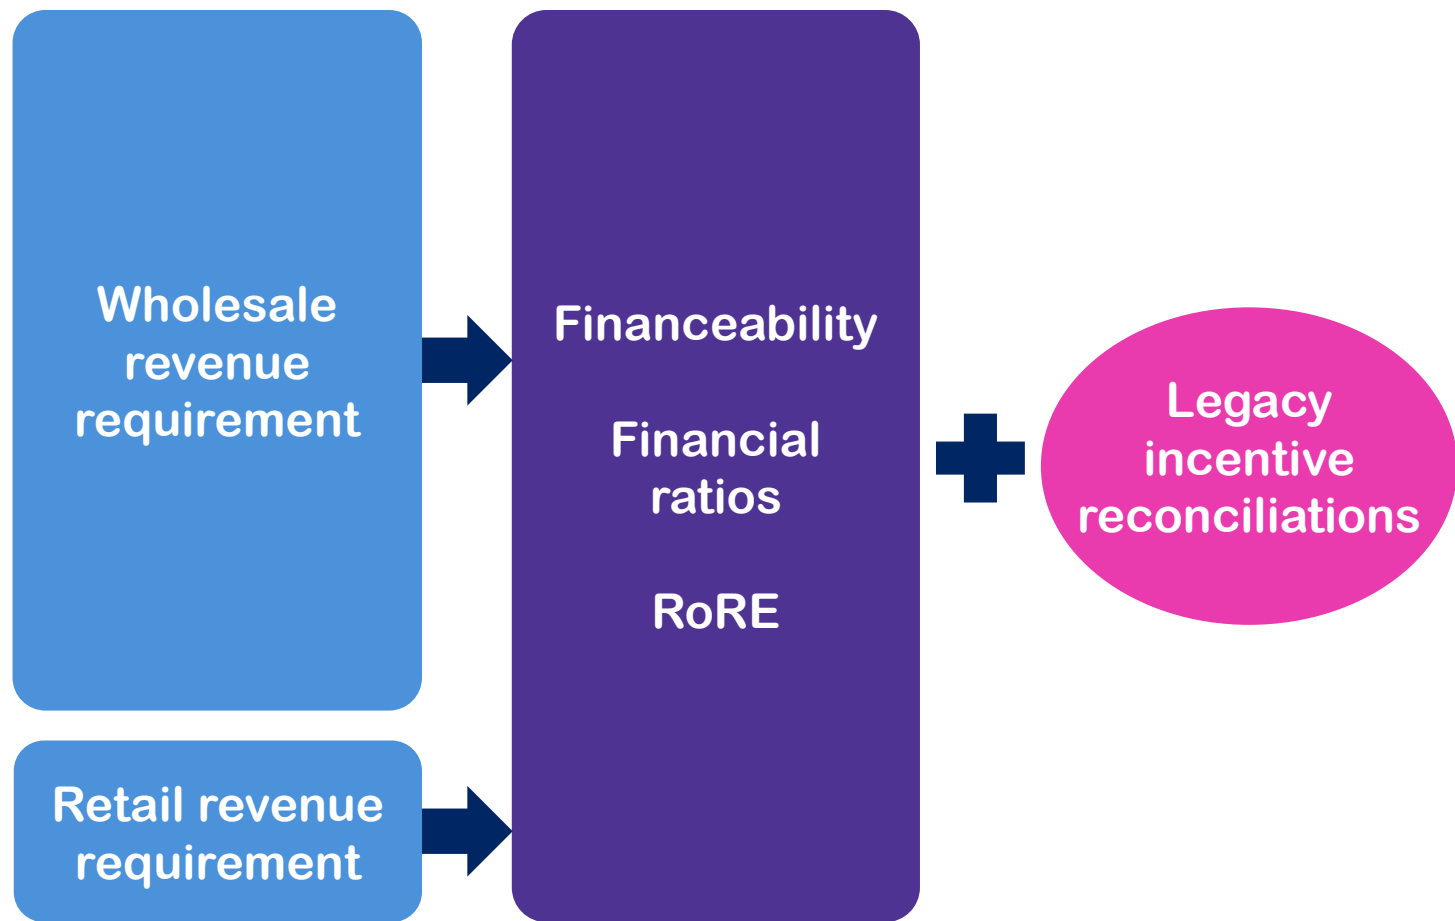 Wholesale
revenue
requirement
Retail revenue
requirement
Financeability
Financial
ratios
RoRE
Legacy
incentive
reconciliations